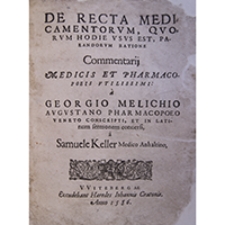 DE RECTA MEDI
CAMENTORVM, QVO-
RVM HODIE VSVS EST, PA-
RANDORVM RATIONE
Commentarij
MEDICIS ET PHARMACO-
POEIS VTILISSIMI:
à
GEORGIO MELICHIO
AVGVSTANO PHARMACOPOEO
VENETO CONSCRIPTI, ET IN LATI-
num sermonem conuersi,
à
Samuele Keller Medico Anhaltino,
VVITEBERGAE
Excudebant Haeredes Iohannis Cratonis.
Anno 1586.